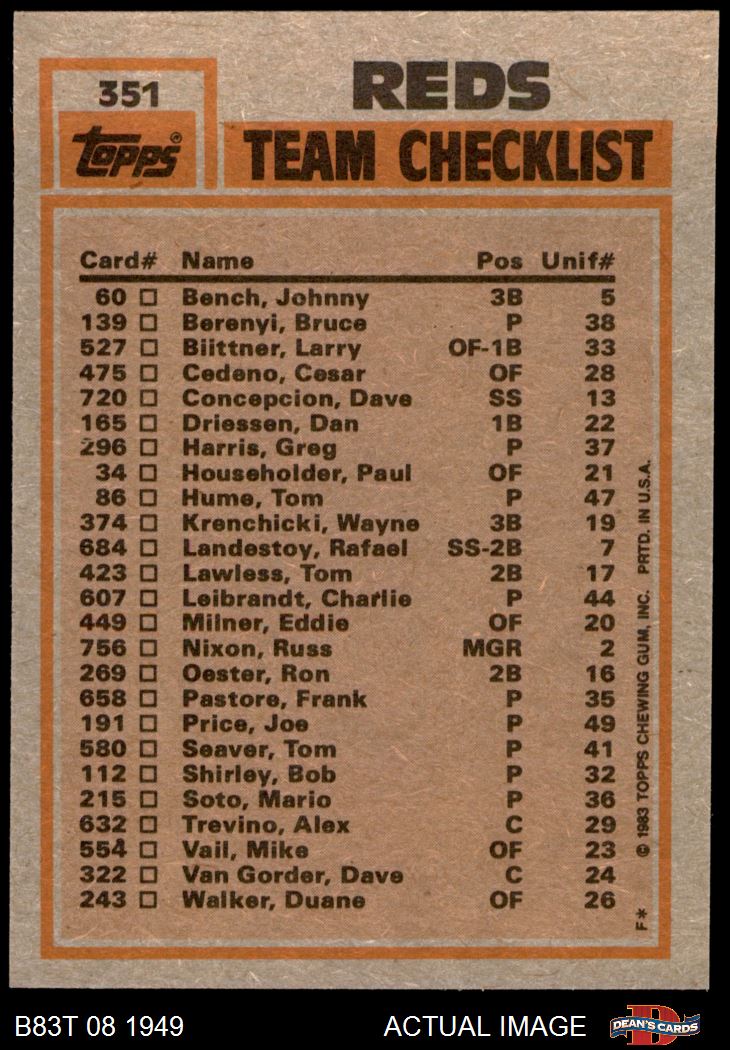 351
REDS
topps®
TEAM CHECKLIST
Card# Name Pos Unif#
60 Bench, Johnny 3B 5
139 Berenyi, Bruce P 38
527 Biittner, Larry OF-1B 33
475 Cedeno, Cesar OF 28
720 Concepcion, Dave SS 13
165 Driessen, Dan 1B 22
296 Harris, Greg P 37
34 Householder, Paul OF 21
86 Hume, Tom P 47
374 Krenchicki, Wayne 3B 19
684 Landestoy, Rafael SS-2B 7
423 Lawless, Tom 2B 17
607 Leibrandt, Charlie P 44
449 Milner, Eddie OF 20
756 Nixon, Russ MGR 2
269 Oester, Ron 2B 16
658 Pastore, Frank P 35
191 Price, Joe P 49
580 Seaver, Tom P 41
112 Shirley, Bob P 32
215 Soto, Mario P 36
632 Trevino, Alex C 29
554 Vail, Mike OF 23
322 Van Gorder, Dave C 24
243 Walker, Duane OF 26
F* © 1983 TOPPS CHEWING GUM, INC. PRTD. IN U.S.A.
B83T 08 1949 ACTUAL IMAGE
D
DEAN'S CARDS